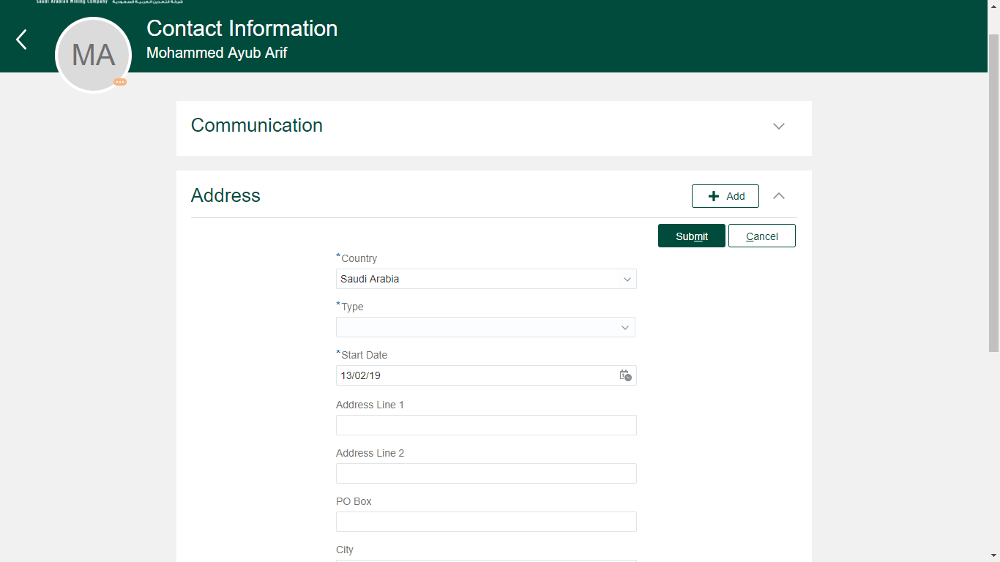 Saudi Arabian Mining Company شركة التعدين العربية السعودية
Contact Information
Mohammed Ayub Arif
MA
Communication
Address
Add
Submit Cancel
*Country
Saudi Arabia
*Type
*Start Date
13/02/19
Address Line 1
Address Line 2
PO Box
City